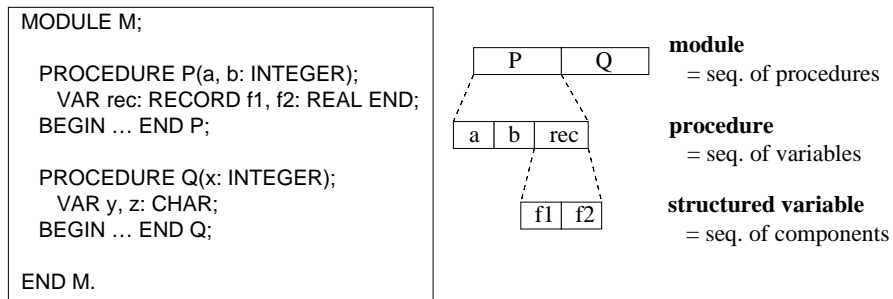 MODULE M;
PROCEDURE P(a, b: INTEGER);
VAR rec: RECORD f1, f2: REAL END;
BEGIN … END P;
PROCEDURE Q(x: INTEGER);
VAR y, z: CHAR;
BEGIN … END Q;
END M.
P Q
module
= seq. of procedures
a b rec
procedure
= seq. of variables
f1 f2
structured variable
= seq. of components